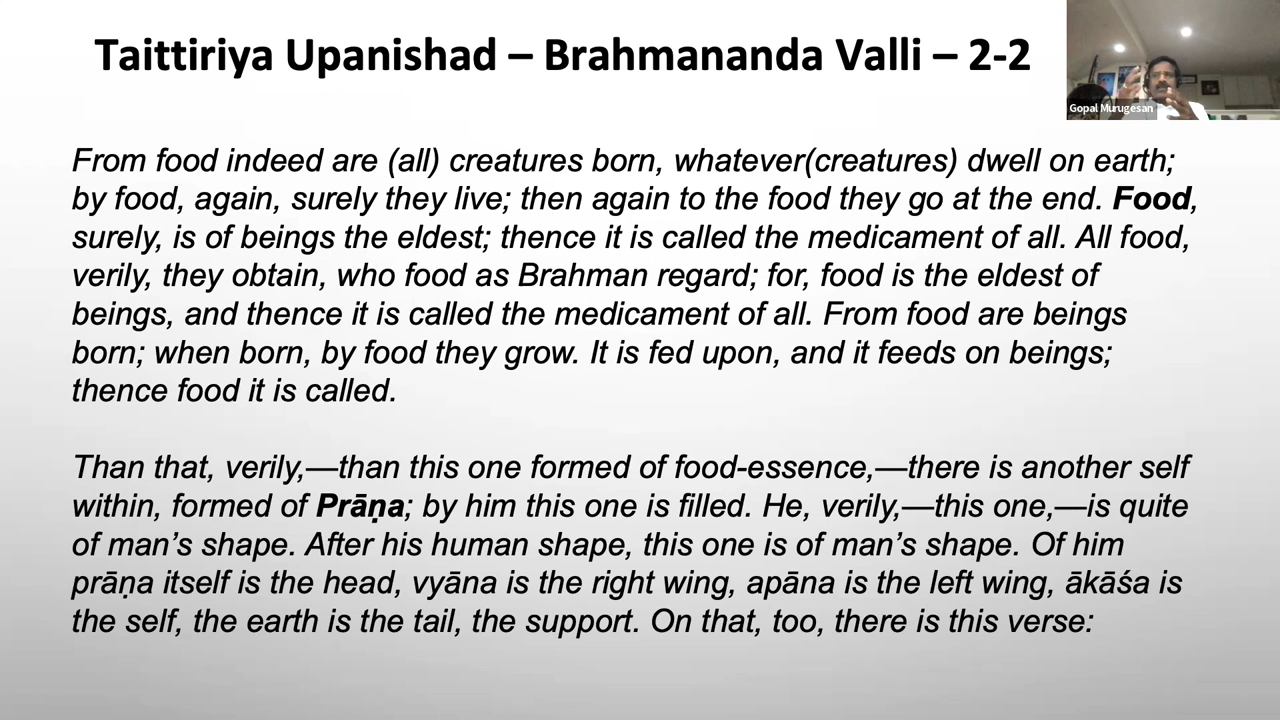 Taittiriya Upanishad – Brahmananda Valli – 2-2
Gopal Murugesan
From food indeed are (all) creatures born, whatever(creatures) dwell on earth;
by food, again, surely they live; then again to the food they go at the end. Food,
surely, is of beings the eldest; thence it is called the medicament of all. All food,
verily, they obtain, who food as Brahman regard; for, food is the eldest of
beings, and thence it is called the medicament of all. From food are beings
born; when born, by food they grow. It is fed upon, and it feeds on beings;
thence food it is called.
Than that, verily,—than this one formed of food-essence,—there is another self
within, formed of Prāṇa; by him this one is filled. He, verily,—this one,—is quite
of man’s shape. After his human shape, this one is of man’s shape. Of him
prāṇa itself is the head, vyāna is the right wing, apāna is the left wing, ākāśa is
the self, the earth is the tail, the support. On that, too, there is this verse: